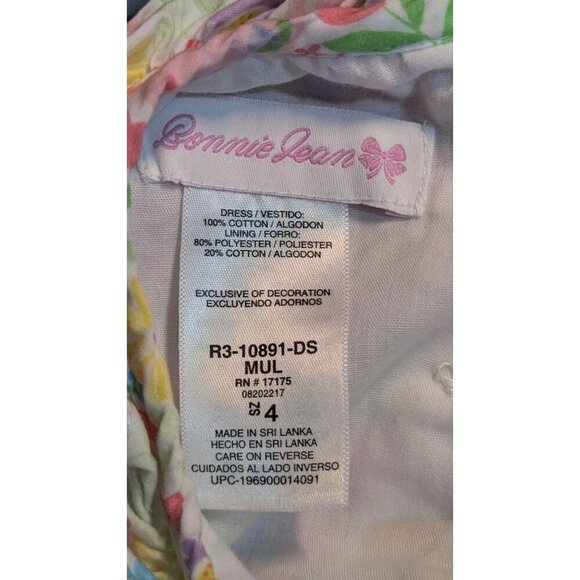 Bonnie Jean
DRESS / VESTIDO:
100% COTTON / ALGODON
LINING / FORRO:
80% POLYESTER / POLIESTER
20% COTTON / ALGODON
EXCLUSIVE OF DECORATION
EXCLUYENDO ADORNOS
R3-10891-DS
MUL
RN # 17175
08202217
SZ 4
MADE IN SRI LANKA
HECHO EN SRI LANKA
CARE ON REVERSE
CUIDADOS AL LADO INVERSO
UPC-196900014091